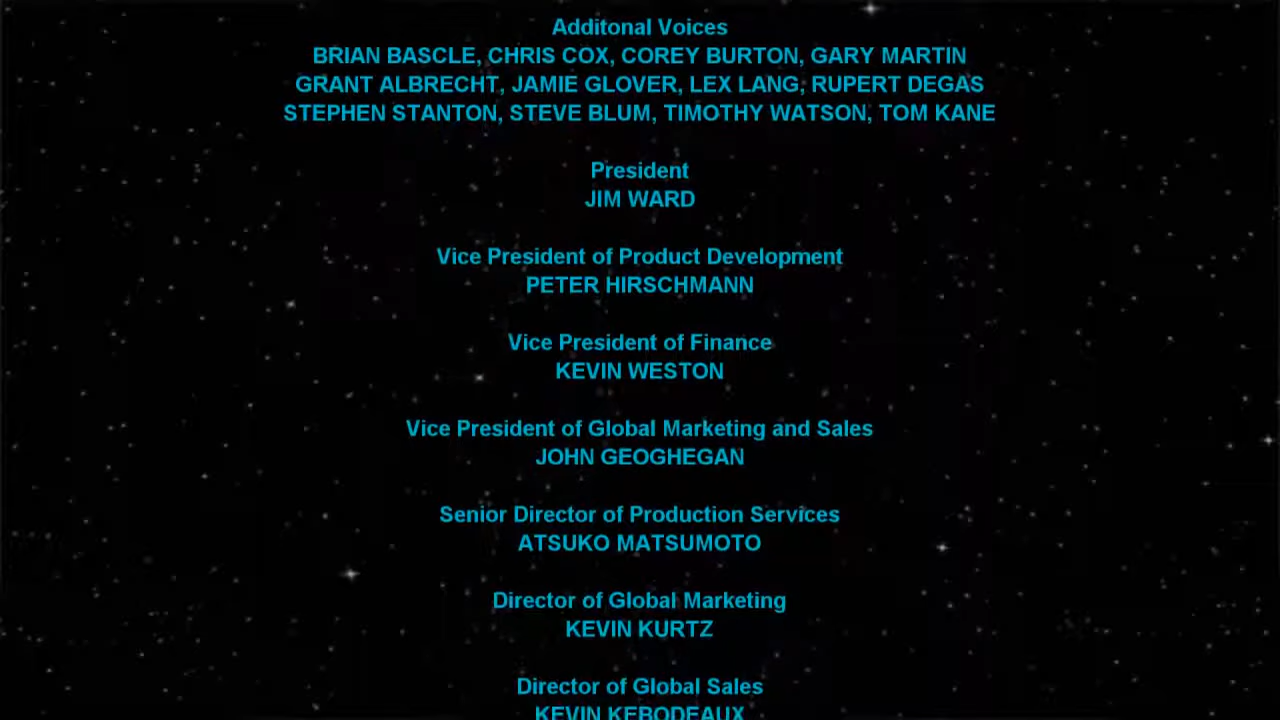 Additonal Voices
BRIAN BASCLE, CHRIS COX, COREY BURTON, GARY MARTIN
GRANT ALBRECHT, JAMIE GLOVER, LEX LANG, RUPERT DEGAS
STEPHEN STANTON, STEVE BLUM, TIMOTHY WATSON, TOM KANE
President
JIM WARD
Vice President of Product Development
PETER HIRSCHMANN
Vice President of Finance
KEVIN WESTON
Vice President of Global Marketing and Sales
JOHN GEOGHEGAN
Senior Director of Production Services
ATSUKO MATSUMOTO
Director of Global Marketing
KEVIN KURTZ
Director of Global Sales
KEVIN KEBODEAUX